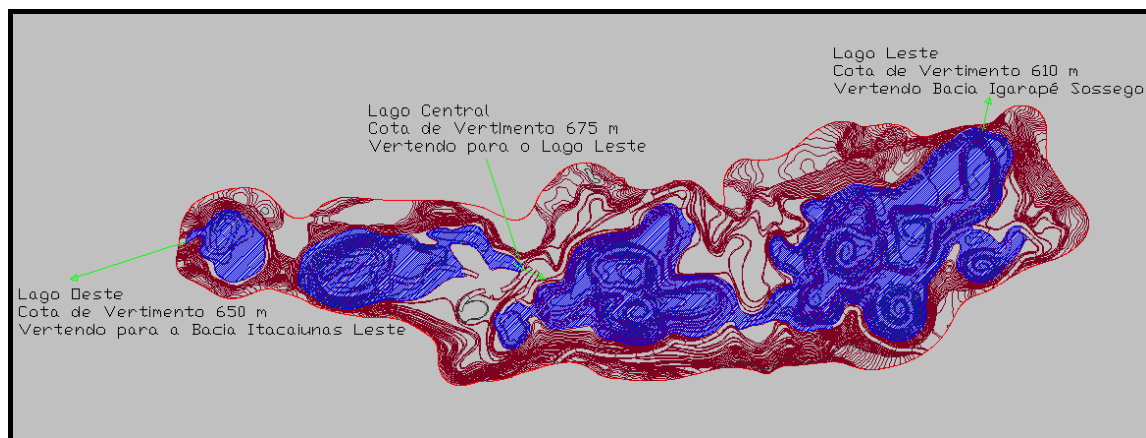 Lago Leste
Cota de Vertimento 610 m
Vertendo Bacia Igarapé Sossego
Lago Central
Cota de Vertimento 675 m
Vertendo para o Lago Leste
Lago Oeste
Cota de Vertimento 650 m
Vertendo para a Bacia Itacaiunas Leste